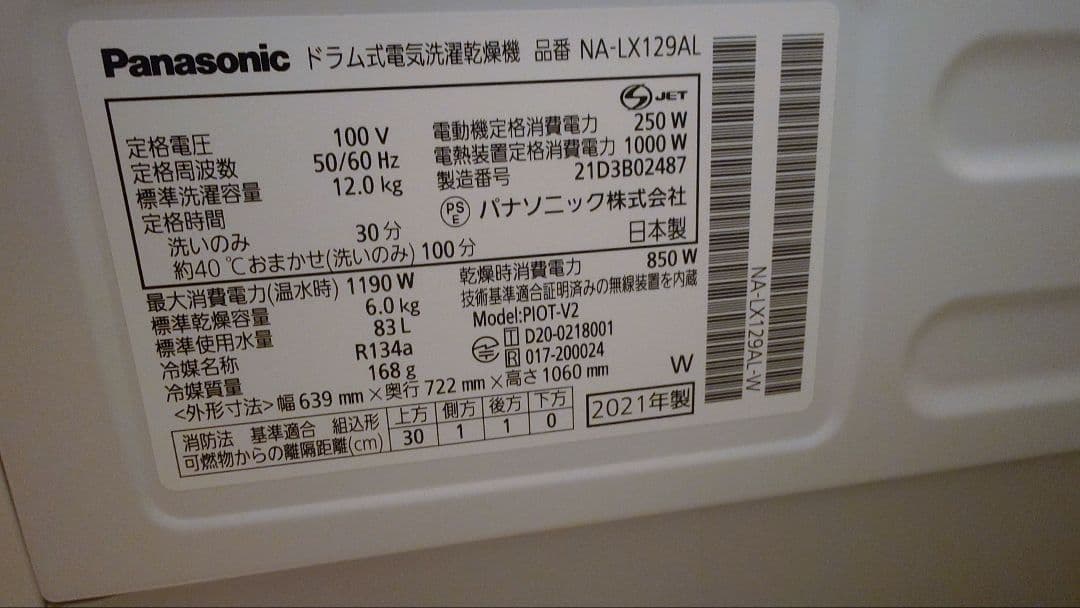 Panasonic ドラム式電気洗濯乾燥機 品番 NA-LX129AL
JET
定格電圧 100 V
定格周波数 50/60 Hz
標準洗濯容量 12.0 kg
定格時間
洗いのみ 30分
約40℃おまかせ(洗いのみ) 100分
電動機定格消費電力 250 W
電熱装置定格消費電力 1000 W
製造番号 21D3B02487
PSE パナソニック株式会社
日本製
最大消費電力(温水時) 1190 W
標準乾燥容量 6.0 kg
標準使用水量 83 L
冷媒名称 R134a
冷媒質量 168 g
乾燥時消費電力 850 W
技術基準適合証明済みの無線装置を内蔵
Model:PIOT-V2
T D20-0218001
R 017-200024
<外形寸法>幅 639 mm×奥行 722 mm×高さ 1060 mm
W
消防法 基準適合 組込形 上方 側方 後方 下方
可燃物からの離隔距離(cm) 30 1 1 0
2021年製
NA-LX129AL-W